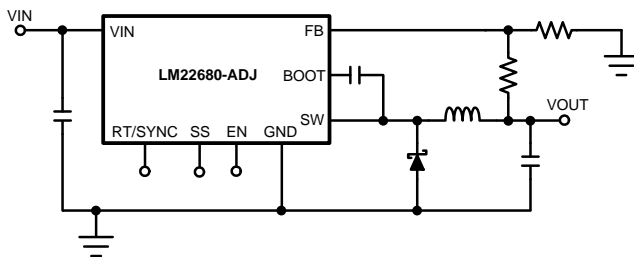 VIN
VIN
FB
LM22680-ADJ
BOOT
SW
VOUT
RT/SYNC
SS
EN
GND